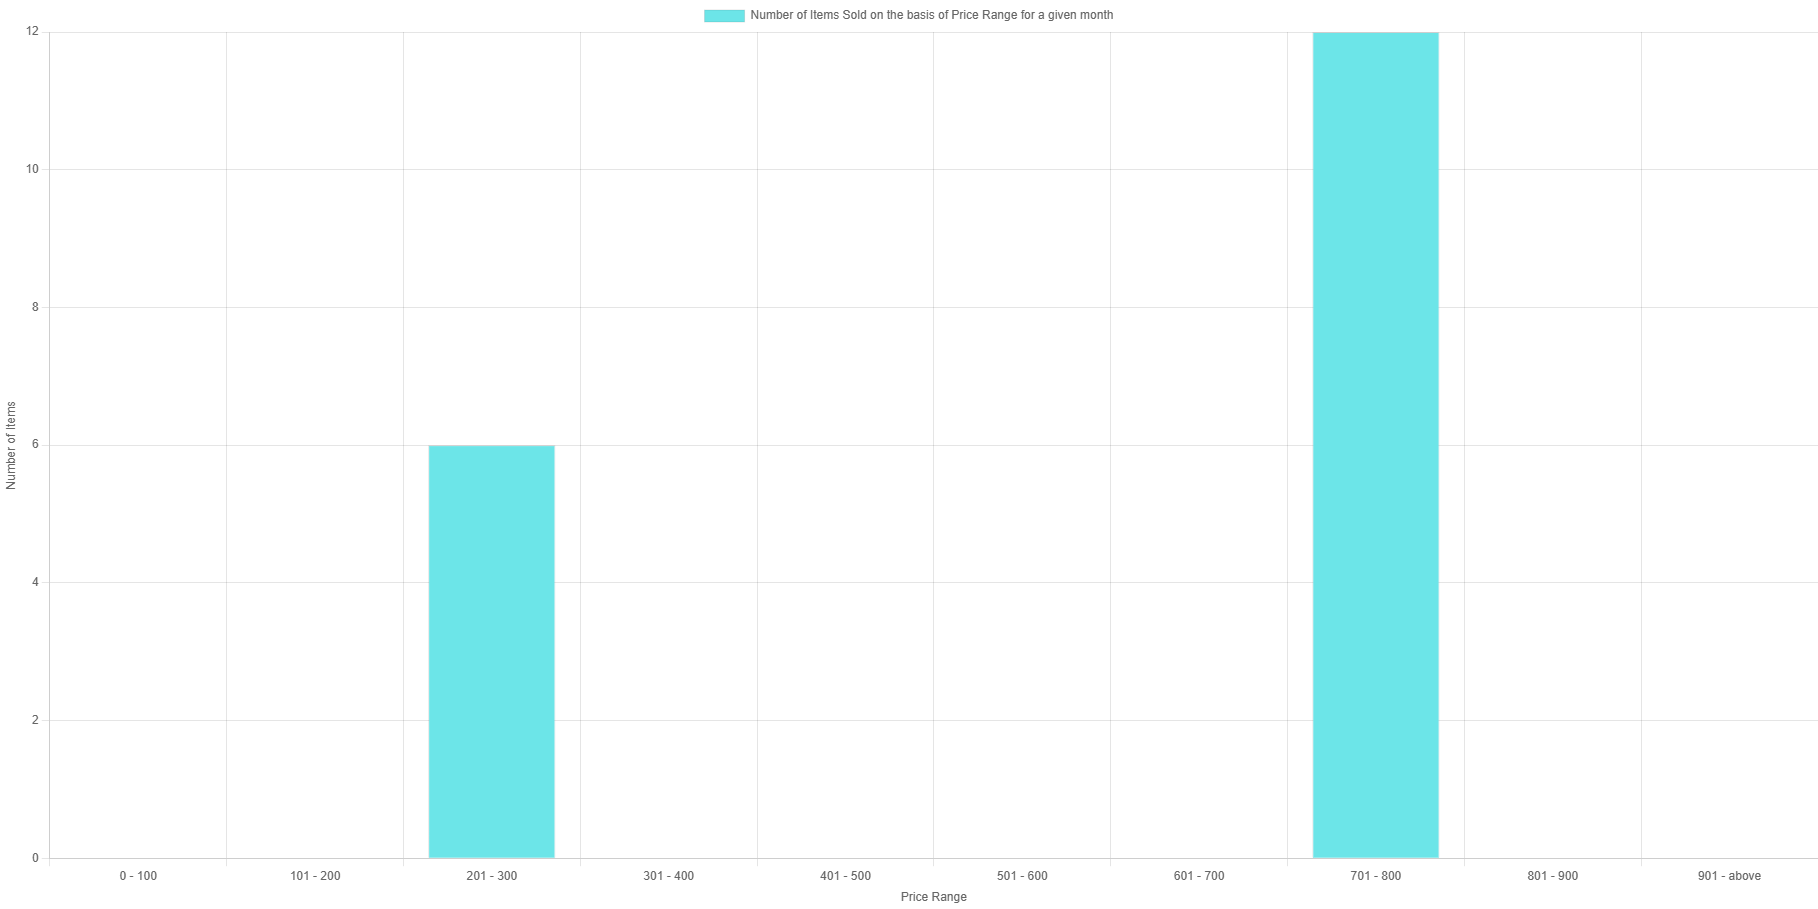 Number of Items Sold on the basis of Price Range for a given month
12
10
8
6
4
2
0
Number of Items
0 - 100
101 - 200
201 - 300
301 - 400
401 - 500
501 - 600
601 - 700
701 - 800
801 - 900
901 - above
Price Range